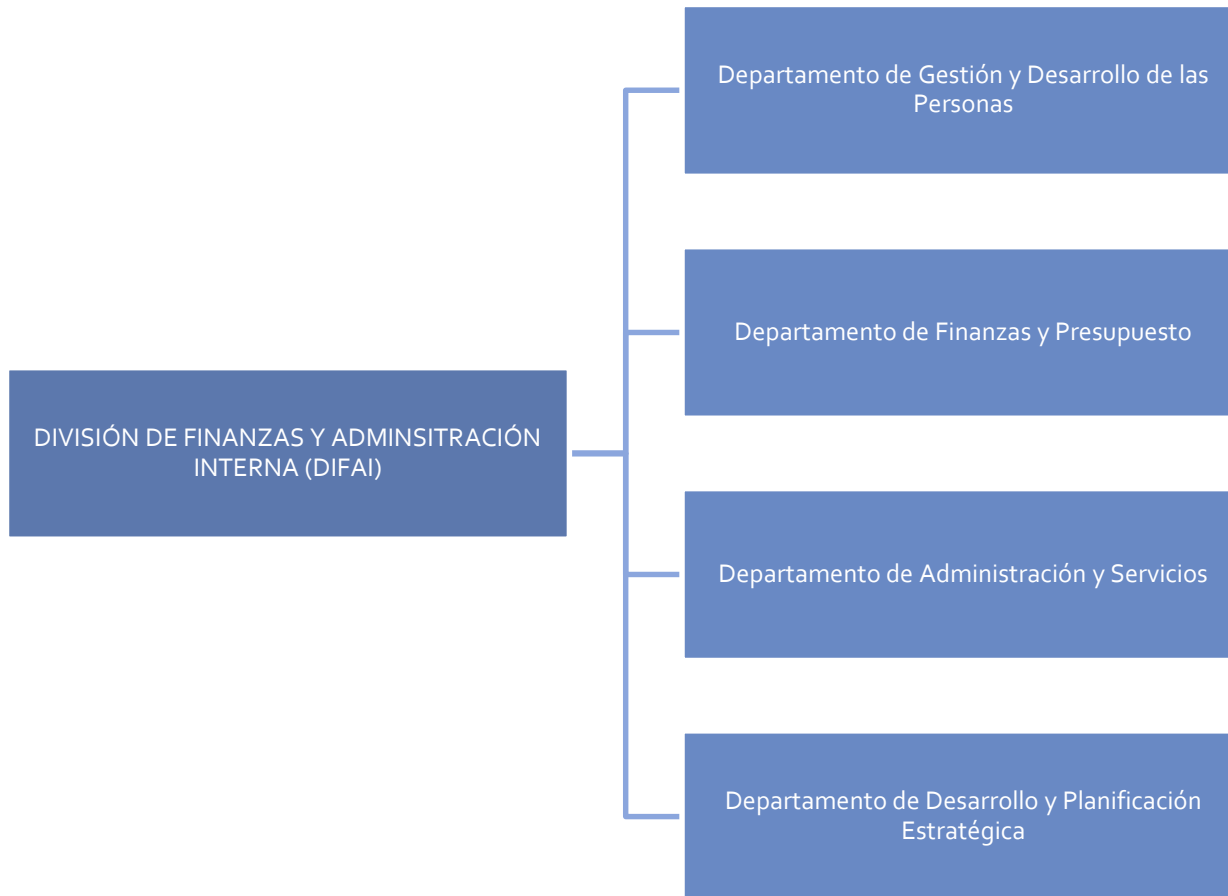 Departamento de Gestión y Desarrollo de las
Personas
Departamento de Finanzas y Presupuesto
DIVISIÓN DE FINANZAS Y ADMINSITRACIÓN
INTERNA (DIFAI)
Departamento de Administración y Servicios
Departamento de Desarrollo y Planificación
Estratégica